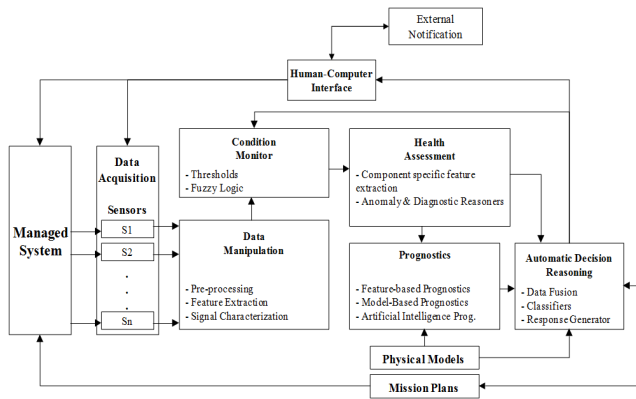 External
Notification
Human-Computer
Interface
Managed
System
Data
Acquisition
Sensors
S1
S2
.
.
.
Sn
Condition
Monitor
- Thresholds
- Fuzzy Logic
Data
Manipulation
- Pre-processing
- Feature Extraction
- Signal Characterization
Health
Assessment
- Component specific feature
extraction
- Anomaly & Diagnostic Reasoners
Prognostics
- Feature-based Prognostics
- Model-Based Prognostics
- Artificial Intelligence Prog.
Automatic Decision
Reasoning
- Data Fusion
- Classifiers
- Response Generator
Physical Models
Mission Plans